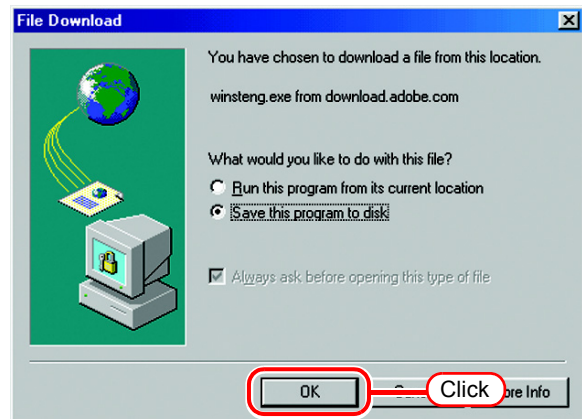 File Download
You have chosen to download a file from this location.
winsteng.exe from download.adobe.com
What would you like to do with this file?
Run this program from its current location
Save this program to disk
Always ask before opening this type of file
OK
Click
Info